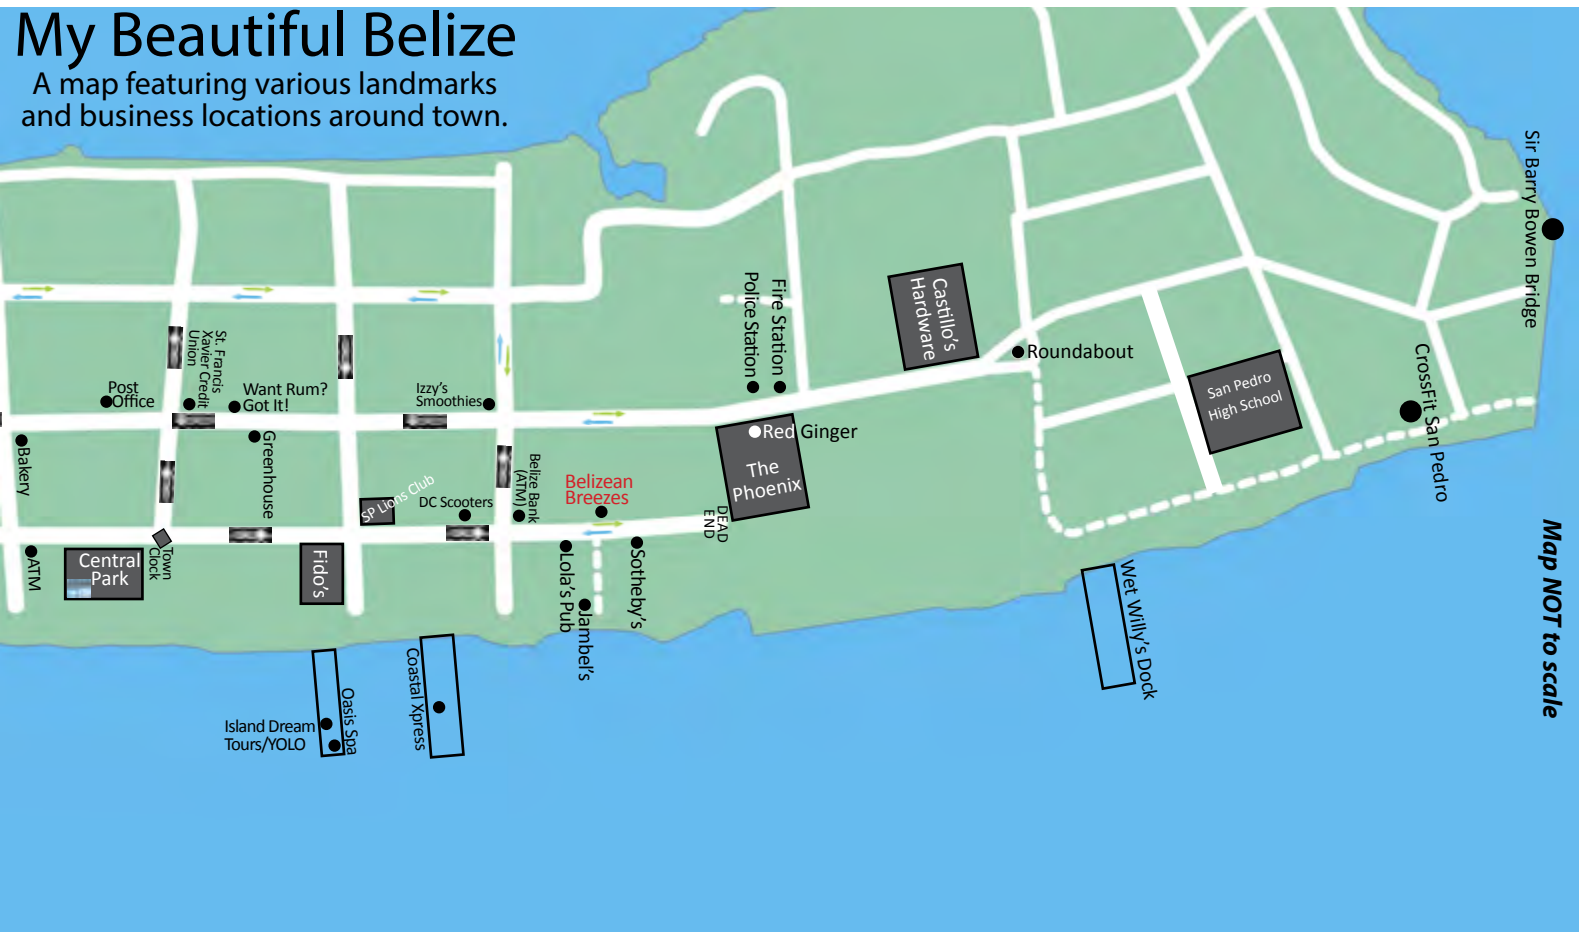 My Beautiful Belize
A map featuring various landmarks
and business locations around town.
Sir Barry Bowen Bridge
Police Station
Fire Station
Castillo's
Hardware
Roundabout
St. Francis
Xavier Credit
Union
Post
Office
Want Rum?
Got It!
Izzy's
Smoothies
San Pedro
High School
CrossFit San Pedro
Bakery
Greenhouse
Red Ginger
The
Phoenix
SP Lions Club
DC Scooters
Belize Bank
(ATM)
Belizean
Breezes
DEAD
END
ATM
Central
Park
Town
Clock
Fido's
Lola's Pub
Jambel's
Sotheby's
Wet Willy's Dock
Map NOT to scale
Coastal Xpress
Oasis Spa
Island Dream
Tours/YOLO